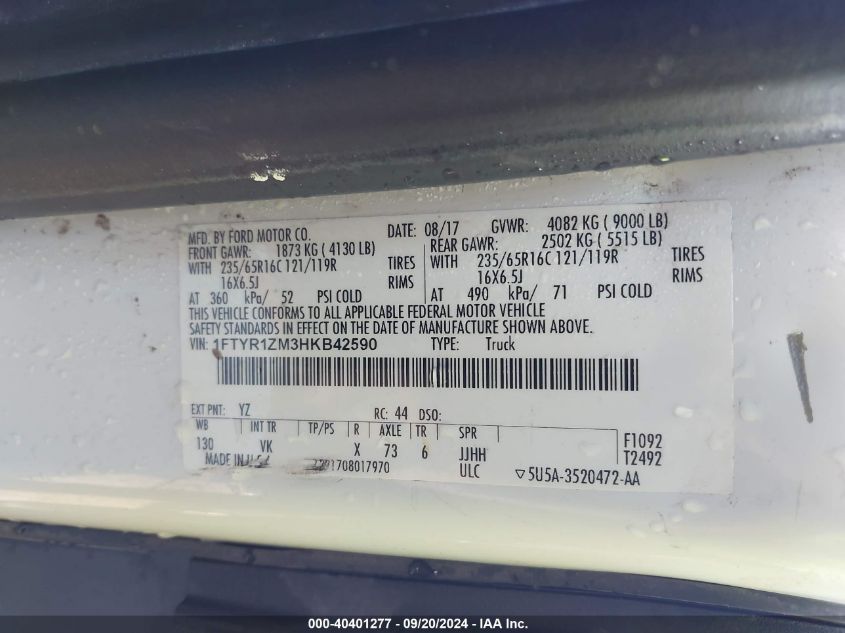 MFD. BY FORD MOTOR CO. DATE: 08/17 GVWR: 4082 KG ( 9000 LB)
FRONT GAWR: 1873 KG ( 4130 LB) REAR GAWR: 2502 KG ( 5515 LB)
WITH 235/65R16C 121/119R TIRES WITH 235/65R16C 121/119R TIRES
16X6.5J RIMS 16X6.5J RIMS
AT 360 kPa/ 52 PSI COLD AT 490 kPa/ 71 PSI COLD
THIS VEHICLE CONFORMS TO ALL APPLICABLE FEDERAL MOTOR VEHICLE
SAFETY STANDARDS IN EFFECT ON THE DATE OF MANUFACTURE SHOWN ABOVE.
VIN: 1FTYR1ZM3HKB42590 TYPE: Truck
EXT PNT: YZ RC: 44 DSO:
WB INT TR TP/PS R AXLE TR SPR F1092
130 VK X 73 6 JJHH T2492
MADE IN 1708017970 ULC ▽5U5A-3520472-AA
000-40401277 - 09/20/2024 - IAA Inc.